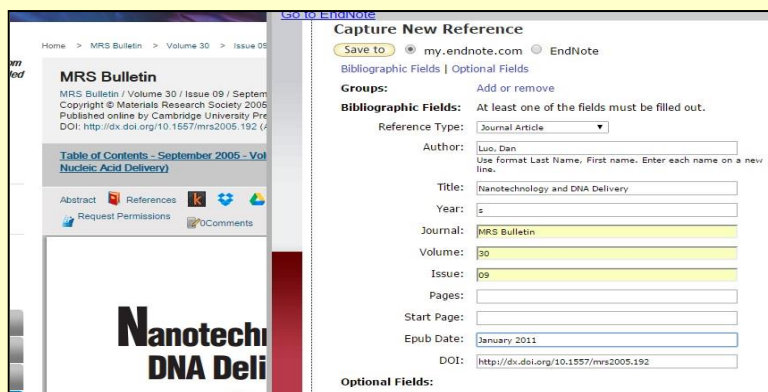 Go to EndNote
Home > MRS Bulletin > Volume 30 > Issue 09
MRS Bulletin
MRS Bulletin / Volume 30 / Issue 09 / Septem
Copyright © Materials Research Society 2005
Published online by Cambridge University Pre
DOI: http://dx.doi.org/10.1557/mrs2005.192 (A
Table of Contents - September 2005 - Vol
Nucleic Acid Delivery)
Abstract References k
Request Permissions 0Comments
Nanotechn
DNA Deli
Capture New Reference
Save to my.endnote.com EndNote
Bibliographic Fields | Optional Fields
Groups: Add or remove
Bibliographic Fields: At least one of the fields must be filled out.
Reference Type: Journal Article
Author: Luo, Dan
Use format Last Name, First name. Enter each name on a new
line.
Title: Nanotechnology and DNA Delivery
Year: s
Journal: MRS Bulletin
Volume: 30
Issue: 09
Pages:
Start Page:
Epub Date: January 2011
DOI: http://dx.doi.org/10.1557/mrs2005.192
Optional Fields: